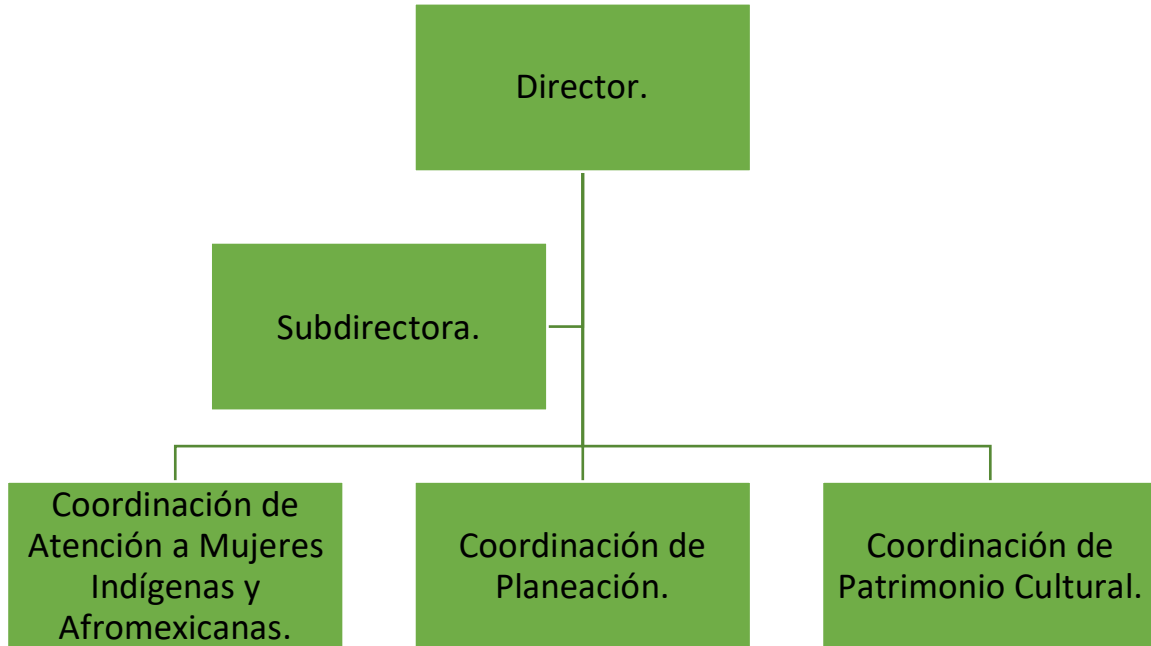 Director.
Subdirectora.
Coordinación de
Atención a Mujeres
Indígenas y
Afromexicanas.
Coordinación de
Planeación.
Coordinación de
Patrimonio Cultural.